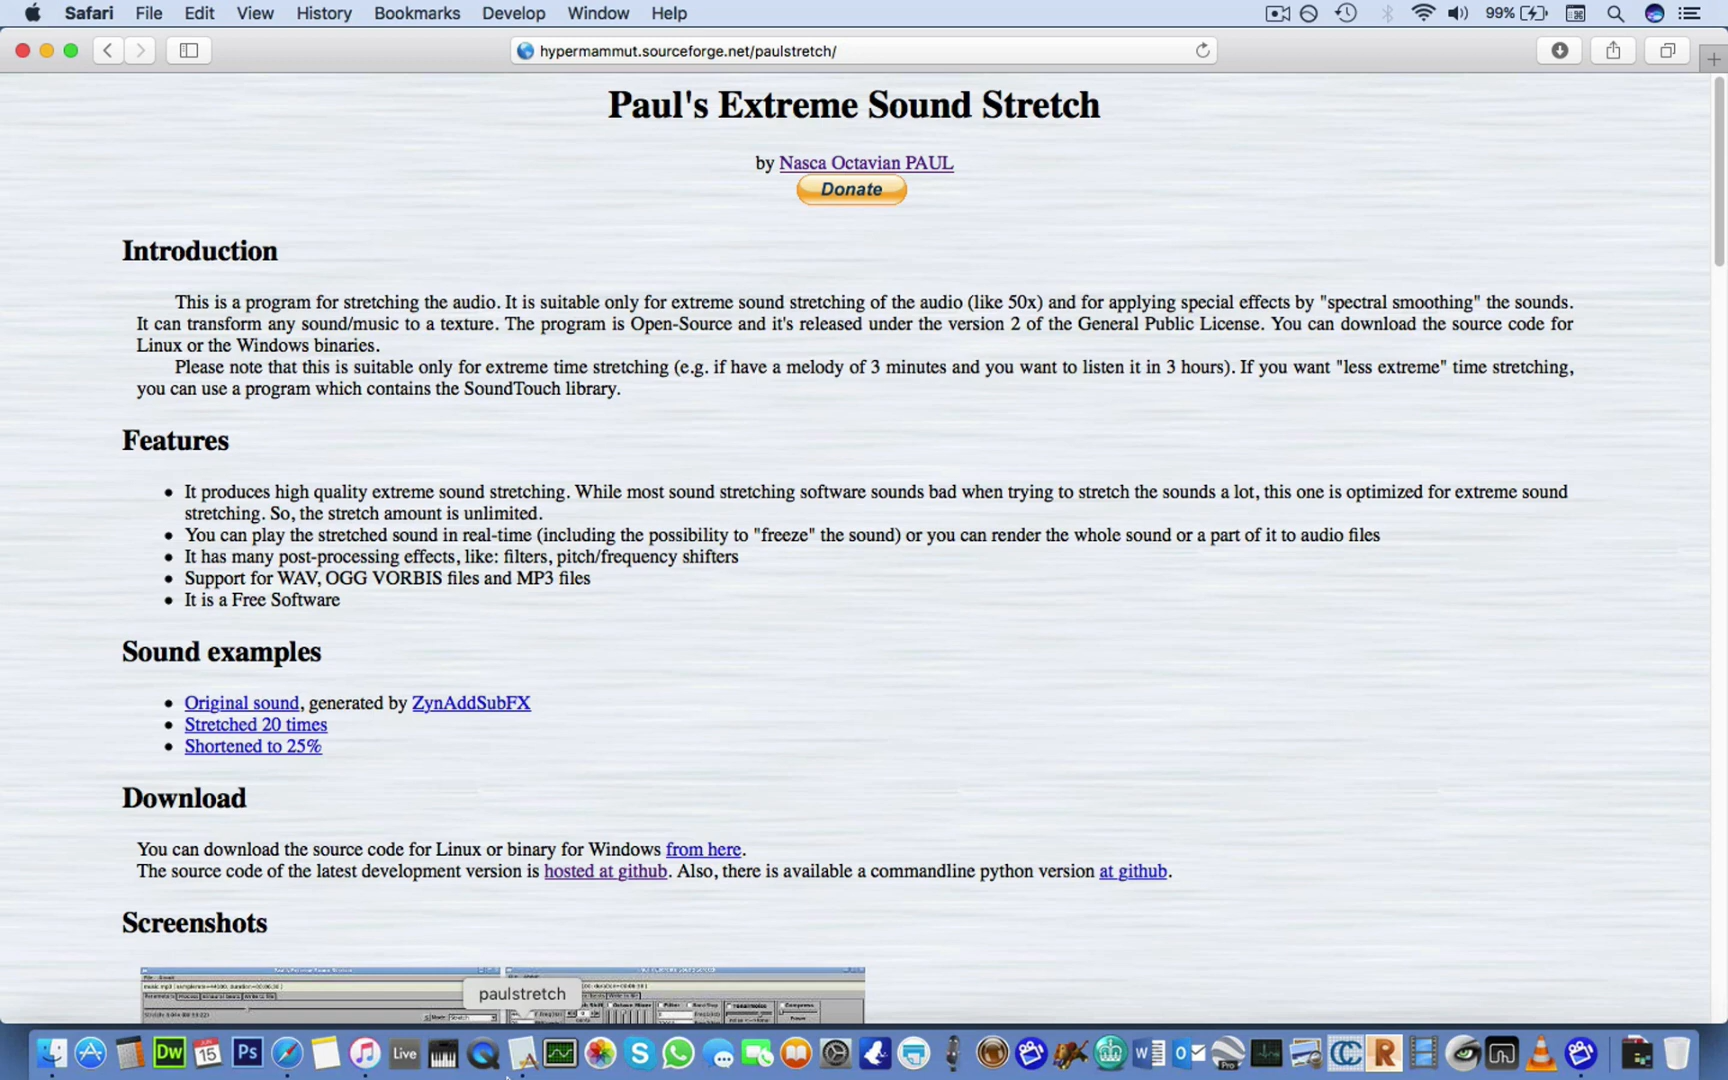 Safari File Edit View History Bookmarks Develop Window Help 99%
hypermammut.sourceforge.net/paulstretch/
Paul's Extreme Sound Stretch
by Nasca Octavian PAUL
Donate
Introduction
This is a program for stretching the audio. It is suitable only for extreme sound stretching of the audio (like 50x) and for applying special effects by "spectral smoothing" the sounds.
It can transform any sound/music to a texture. The program is Open-Source and it's released under the version 2 of the General Public License. You can download the source code for
Linux or the Windows binaries.
Please note that this is suitable only for extreme time stretching (e.g. if have a melody of 3 minutes and you want to listen it in 3 hours). If you want "less extreme" time stretching,
you can use a program which contains the SoundTouch library.
Features
It produces high quality extreme sound stretching. While most sound stretching software sounds bad when trying to stretch the sounds a lot, this one is optimized for extreme sound
stretching. So, the stretch amount is unlimited.
You can play the stretched sound in real-time (including the possibility to "freeze" the sound) or you can render the whole sound or a part of it to audio files
It has many post-processing effects, like: filters, pitch/frequency shifters
Support for WAV, OGG VORBIS files and MP3 files
It is a Free Software
Sound examples
Original sound, generated by ZynAddSubFX
Stretched 20 times
Shortened to 25%
Download
You can download the source code for Linux or binary for Windows from here.
The source code of the latest development version is hosted at github. Also, there is available a commandline python version at github.
Screenshots
paulstretch
Dw 15 Ps Live Pro